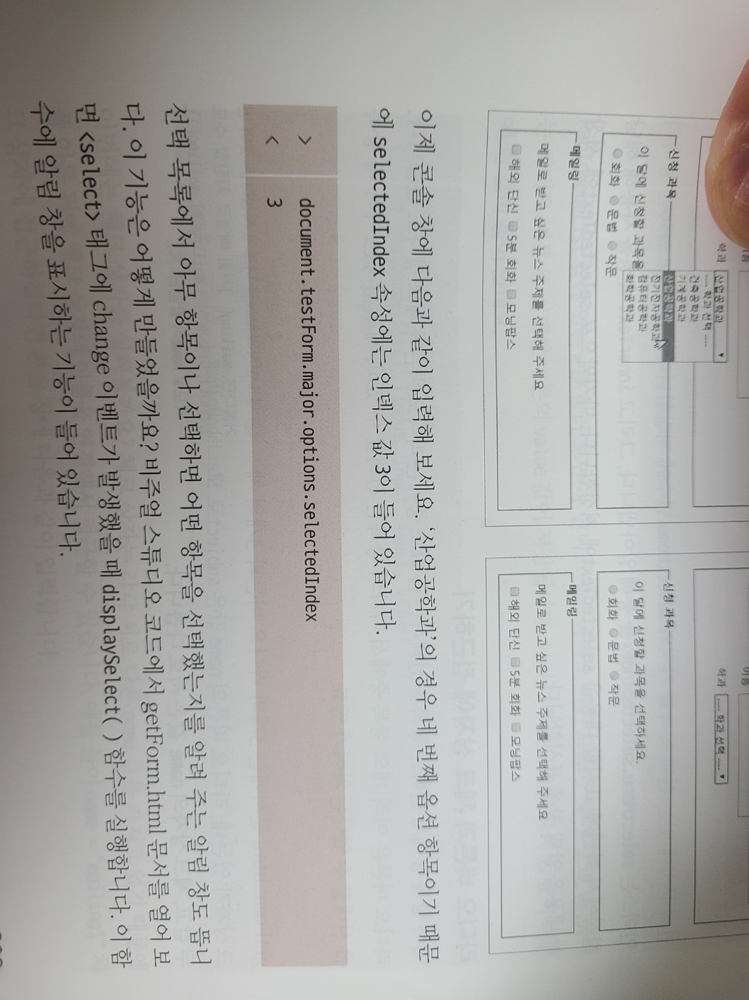 학과 산업공학과
.... 학과 선택 ....
건축공학과
기계공학과
산업공학과
전기전자공학과
컴퓨터공학과
화학공학과
신청 과목
이 달에 신청할 과목을
회화 문법 작문
메일링
메일로 받고 싶은 뉴스 주제를 선택해 주세요
해외 단신 5분 회화 모닝팝스
이름
학과 .... 학과 선택 ....
신청 과목
이 달에 신청할 과목을 선택하세요.
회화 문법 작문
메일링
메일로 받고 싶은 뉴스 주제를 선택해 주세요
해외 단신 5분 회화 모닝팝스
이제 콘솔 창에 다음과 같이 입력해 보세요. ‘산업공학과’의 경우 네 번째 옵션 항목이기 때문
에 selectedIndex 속성에는 인덱스 값 3이 들어 있습니다.
> document.testForm.major.options.selectedIndex
< 3
선택 목록에서 아무 항목이나 선택하면 어떤 항목을 선택했는지를 알려 주는 알림 창도 뜹니
다. 이 기능은 어떻게 만들었을까요? 비주얼 스튜디오 코드에서 getForm.html 문서를 열어 보
면 <select> 태그에 change 이벤트가 발생했을 때 displaySelect( ) 함수를 실행합니다. 이 함
수에 알림 창을 표시하는 기능이 들어 있습니다.